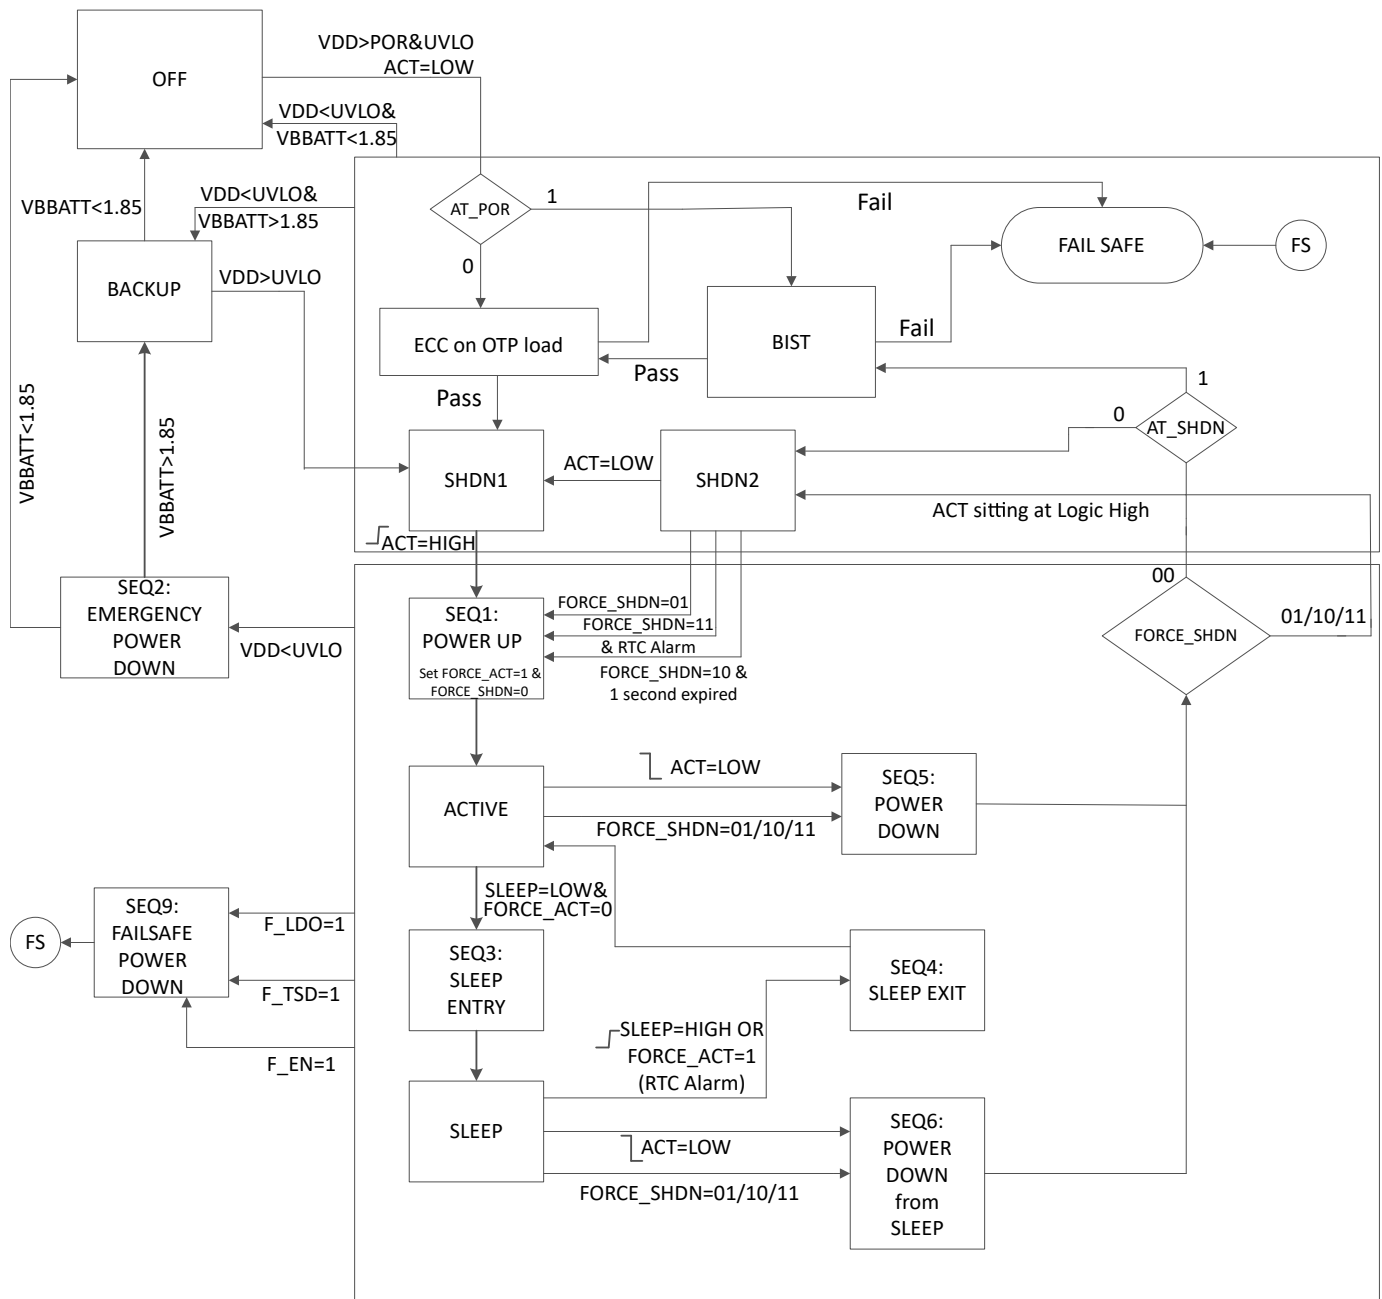 VDD>POR&UVLO
ACT=LOW
OFF
VDD<UVLO&
VBBATT<1.85
VBBATT<1.85
VDD<UVLO&
VBBATT>1.85
AT_POR
1
0
Fail
FAIL SAFE
FS
BACKUP
VDD>UVLO
ECC on OTP load
BIST
Fail
Pass
Pass
1
0
AT_SHDN
VBBATT<1.85
VBBATT>1.85
SHDN1
ACT=LOW
SHDN2
ACT sitting at Logic High
ACT=HIGH
SEQ2:
EMERGENCY
POWER
DOWN
VDD<UVLO
SEQ1:
POWER UP
Set FORCE_ACT=1 &
FORCE_SHDN=0
FORCE_SHDN=01
FORCE_SHDN=11
& RTC Alarm
FORCE_SHDN=10 &
1 second expired
00
FORCE_SHDN
01/10/11
ACTIVE
ACT=LOW
FORCE_SHDN=01/10/11
SEQ5:
POWER
DOWN
SLEEP=LOW&
FORCE_ACT=0
SEQ9:
FAILSAFE
POWER
DOWN
FS
F_LDO=1
F_TSD=1
F_EN=1
SEQ3:
SLEEP
ENTRY
SEQ4:
SLEEP EXIT
SLEEP=HIGH OR
FORCE_ACT=1
(RTC Alarm)
SLEEP
ACT=LOW
FORCE_SHDN=01/10/11
SEQ6:
POWER
DOWN
from
SLEEP